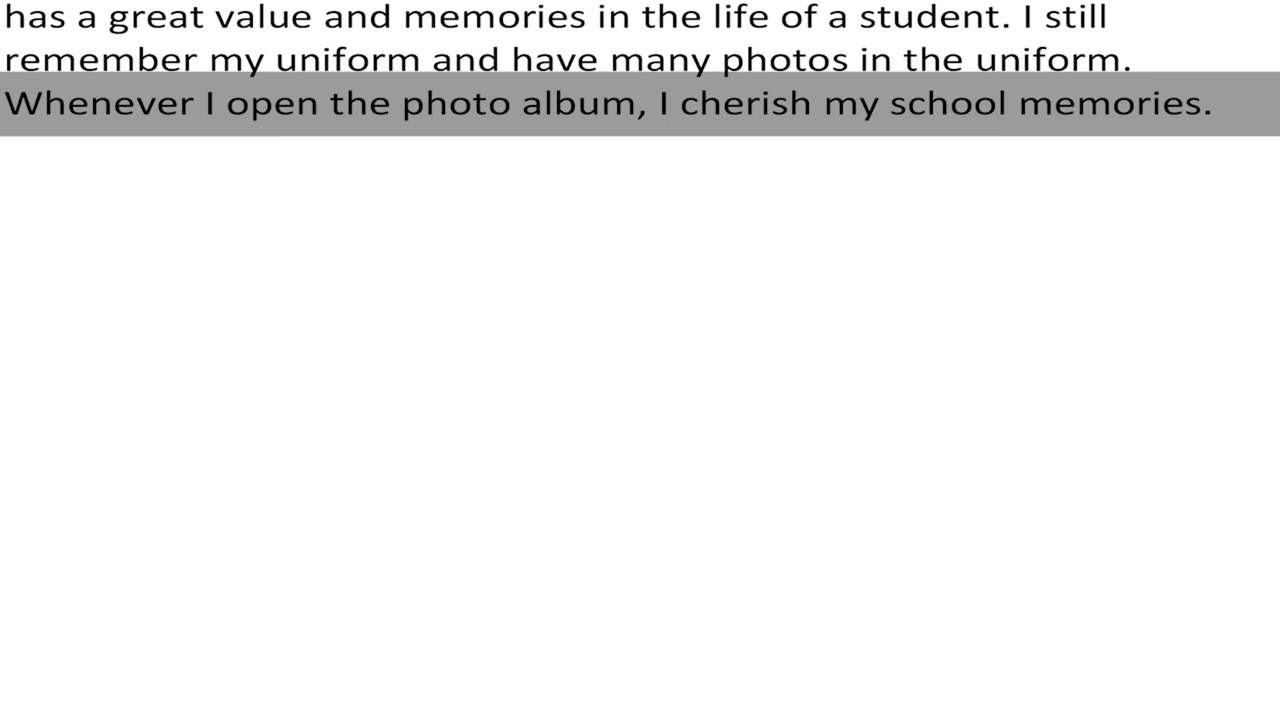 has a great value and memories in the life of a student. I still
remember my uniform and have many photos in the uniform.
Whenever I open the photo album, I cherish my school memories.